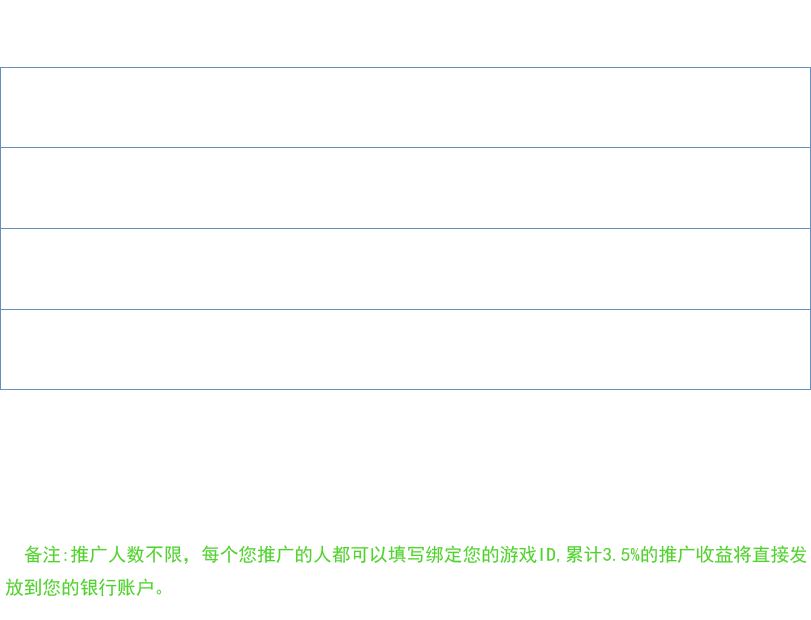 备注:推广人数不限，每个您推广的人都可以填写绑定您的游戏ID,累计3.5%的推广收益将直接发
放到您的银行账户。